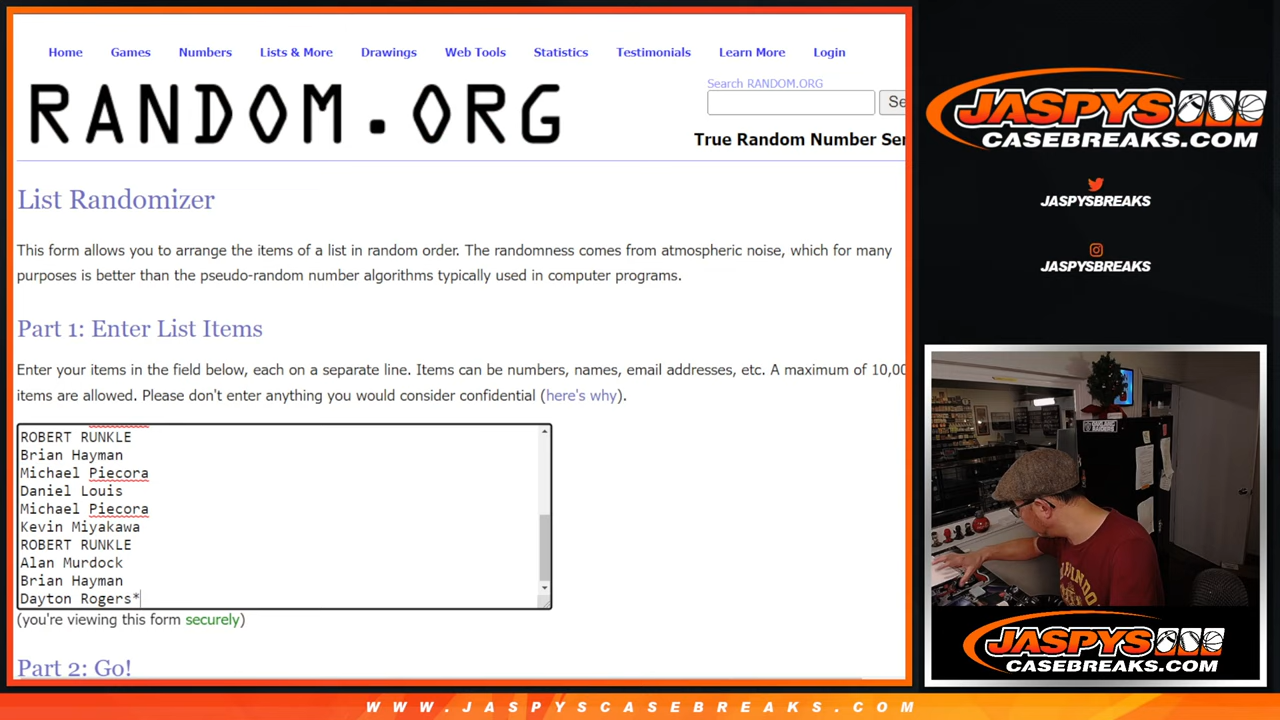 Home Games Numbers Lists & More Drawings Web Tools Statistics Testimonials Learn More Login
RANDOM.ORG
Search RANDOM.ORG
Se
True Random Number Ser
List Randomizer
This form allows you to arrange the items of a list in random order. The randomness comes from atmospheric noise, which for many
purposes is better than the pseudo-random number algorithms typically used in computer programs.
Part 1: Enter List Items
Enter your items in the field below, each on a separate line. Items can be numbers, names, email addresses, etc. A maximum of 10,00
items are allowed. Please don't enter anything you would consider confidential (here's why).
ROBERT RUNKLE
Brian Hayman
Michael Piecora
Daniel Louis
Michael Piecora
Kevin Miyakawa
ROBERT RUNKLE
Alan Murdock
Brian Hayman
Dayton Rogers*
(you're viewing this form securely)
Part 2: Go!
JASPYS
CASEBREAKS.COM
JASPYSBREAKS
JASPYSBREAKS
JASPYS
CASEBREAKS.COM
WWW.JASPYSCASEBREAKS.COM